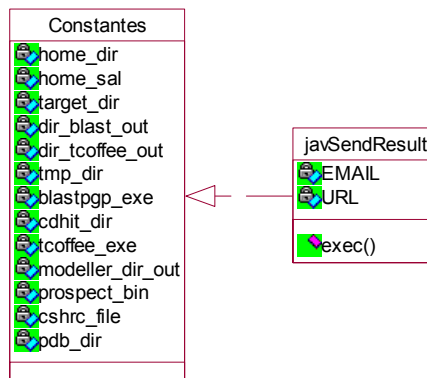 Constantes
home_dir
home_sal
target_dir
dir_blast_out
dir_tcoffee_out
tmp_dir
blastpgp_exe
cdhit_dir
tcoffee_exe
modeller_dir_out
prospect_bin
cshrc_file
pdb_dir
javSendResult
EMAIL
URL
exec()